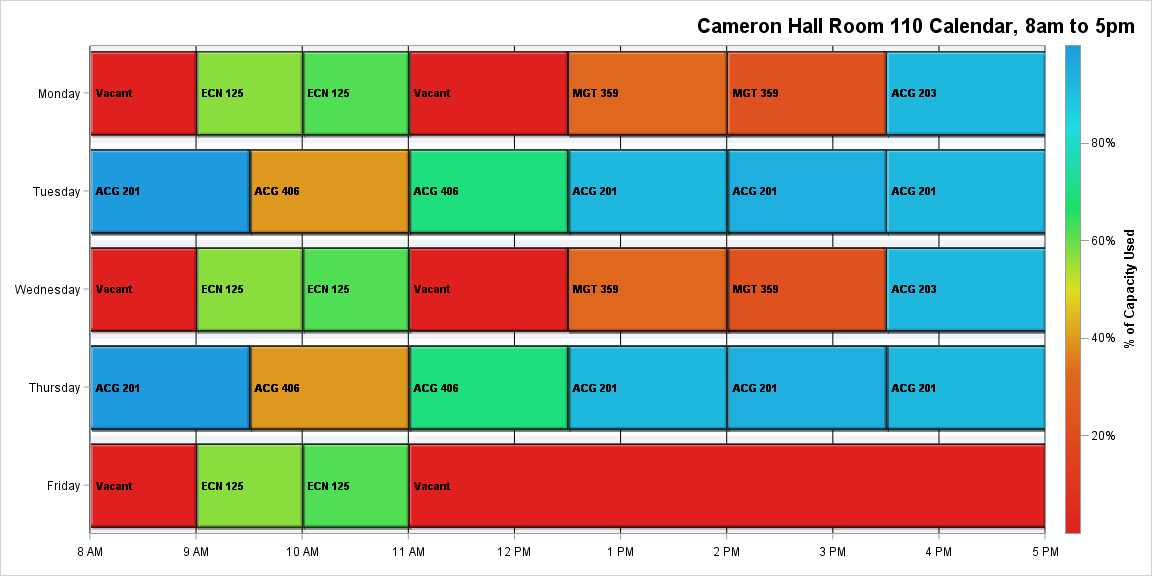 Cameron Hall Room 110 Calendar, 8am to 5pm
Monday Vacant ECN 125 ECN 125 Vacant MGT 359 MGT 359 ACG 203
Tuesday ACG 201 ACG 406 ACG 406 ACG 201 ACG 201 ACG 201
Wednesday Vacant ECN 125 ECN 125 Vacant MGT 359 MGT 359 ACG 203
Thursday ACG 201 ACG 406 ACG 406 ACG 201 ACG 201 ACG 201
Friday Vacant ECN 125 ECN 125 Vacant
8 AM 9 AM 10 AM 11 AM 12 PM 1 PM 2 PM 3 PM 4 PM 5 PM
80%
60%
40%
20%
% of Capacity Used